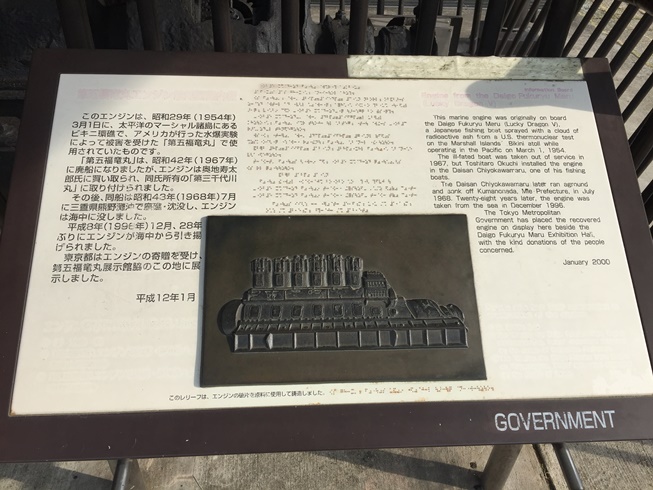 このエンジンは、昭和29年（1954年）
3月1日に、太平洋のマーシャル諸島にある
ビキニ環礁で、アメリカが行った水爆実験
によって被害を受けた「第五福竜丸」で使
用されていたものです。
「第五福竜丸」は、昭和42年（1967年）
に廃船になりましたが、エンジンは奥地寿太
郎氏に買い取られ、同氏所有の「第三千代川
丸」に取り付けられました。
その後、同船は昭和43年（1968年）7月
に三重県熊野灘沖で座礁・沈没し、エンジン
は海中に没しました。
平成8年（1996年）12月、28年
ぶりにエンジンが海中から引き揚
げられました。
東京都はエンジンの寄贈を受け、
第五福竜丸展示館脇のこの地に展
示しました。
平成12年1月
This marine engine was originally on board
the Daigo Fukuryu Maru (Lucky Dragon V),
a Japanese fishing boat sprayed with a cloud of
radioactive ash from a U.S. thermonuclear test
on the Marshall Islands' Bikini atoll while
operating in the Pacific on March 1, 1954.
The ill-fated boat was taken out of service in
1967, but Toshitaro Okuchi installed the engine
in the Daisan Chiyokawamaru, one of his fishing
boats.
The Daisan Chiyokawamaru later ran aground
and sank off Kumanonada, Mie Prefecture, in July
1968. Twenty-eight years later, the engine was
taken from the sea in December 1996.
The Tokyo Metropolitan
Government has placed the recovered
engine on display here beside the
Daigo Fukuryu Maru Exhibition Hall,
with the kind donations of the people
concerned.
January 2000
このレリーフは、エンジンの破片を原料に使用して鋳造しました。
GOVERNMENT